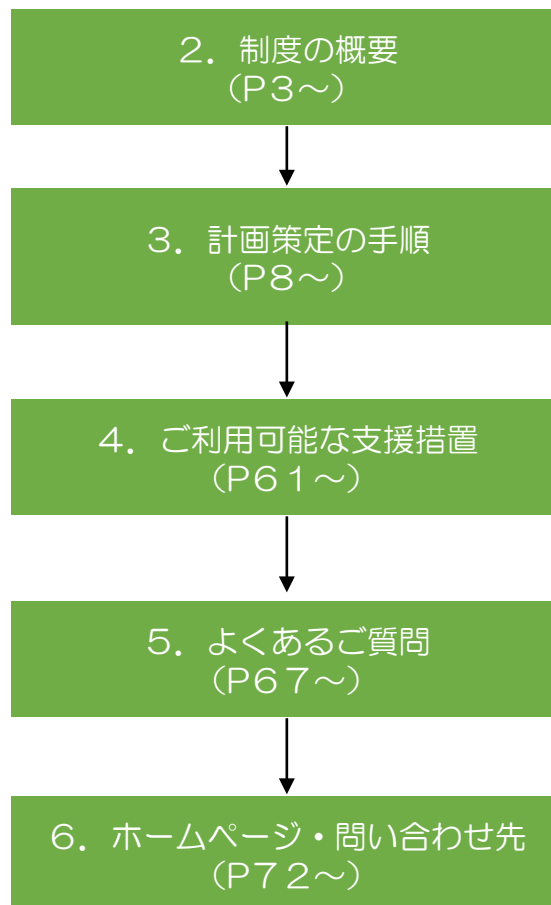 ２．制度の概要
（P３～）
３．計画策定の手順
（P８～）
４．ご利用可能な支援措置
（P６１～）
５．よくあるご質問
（P６７～）
６．ホームページ・問い合わせ先
（P７２～）